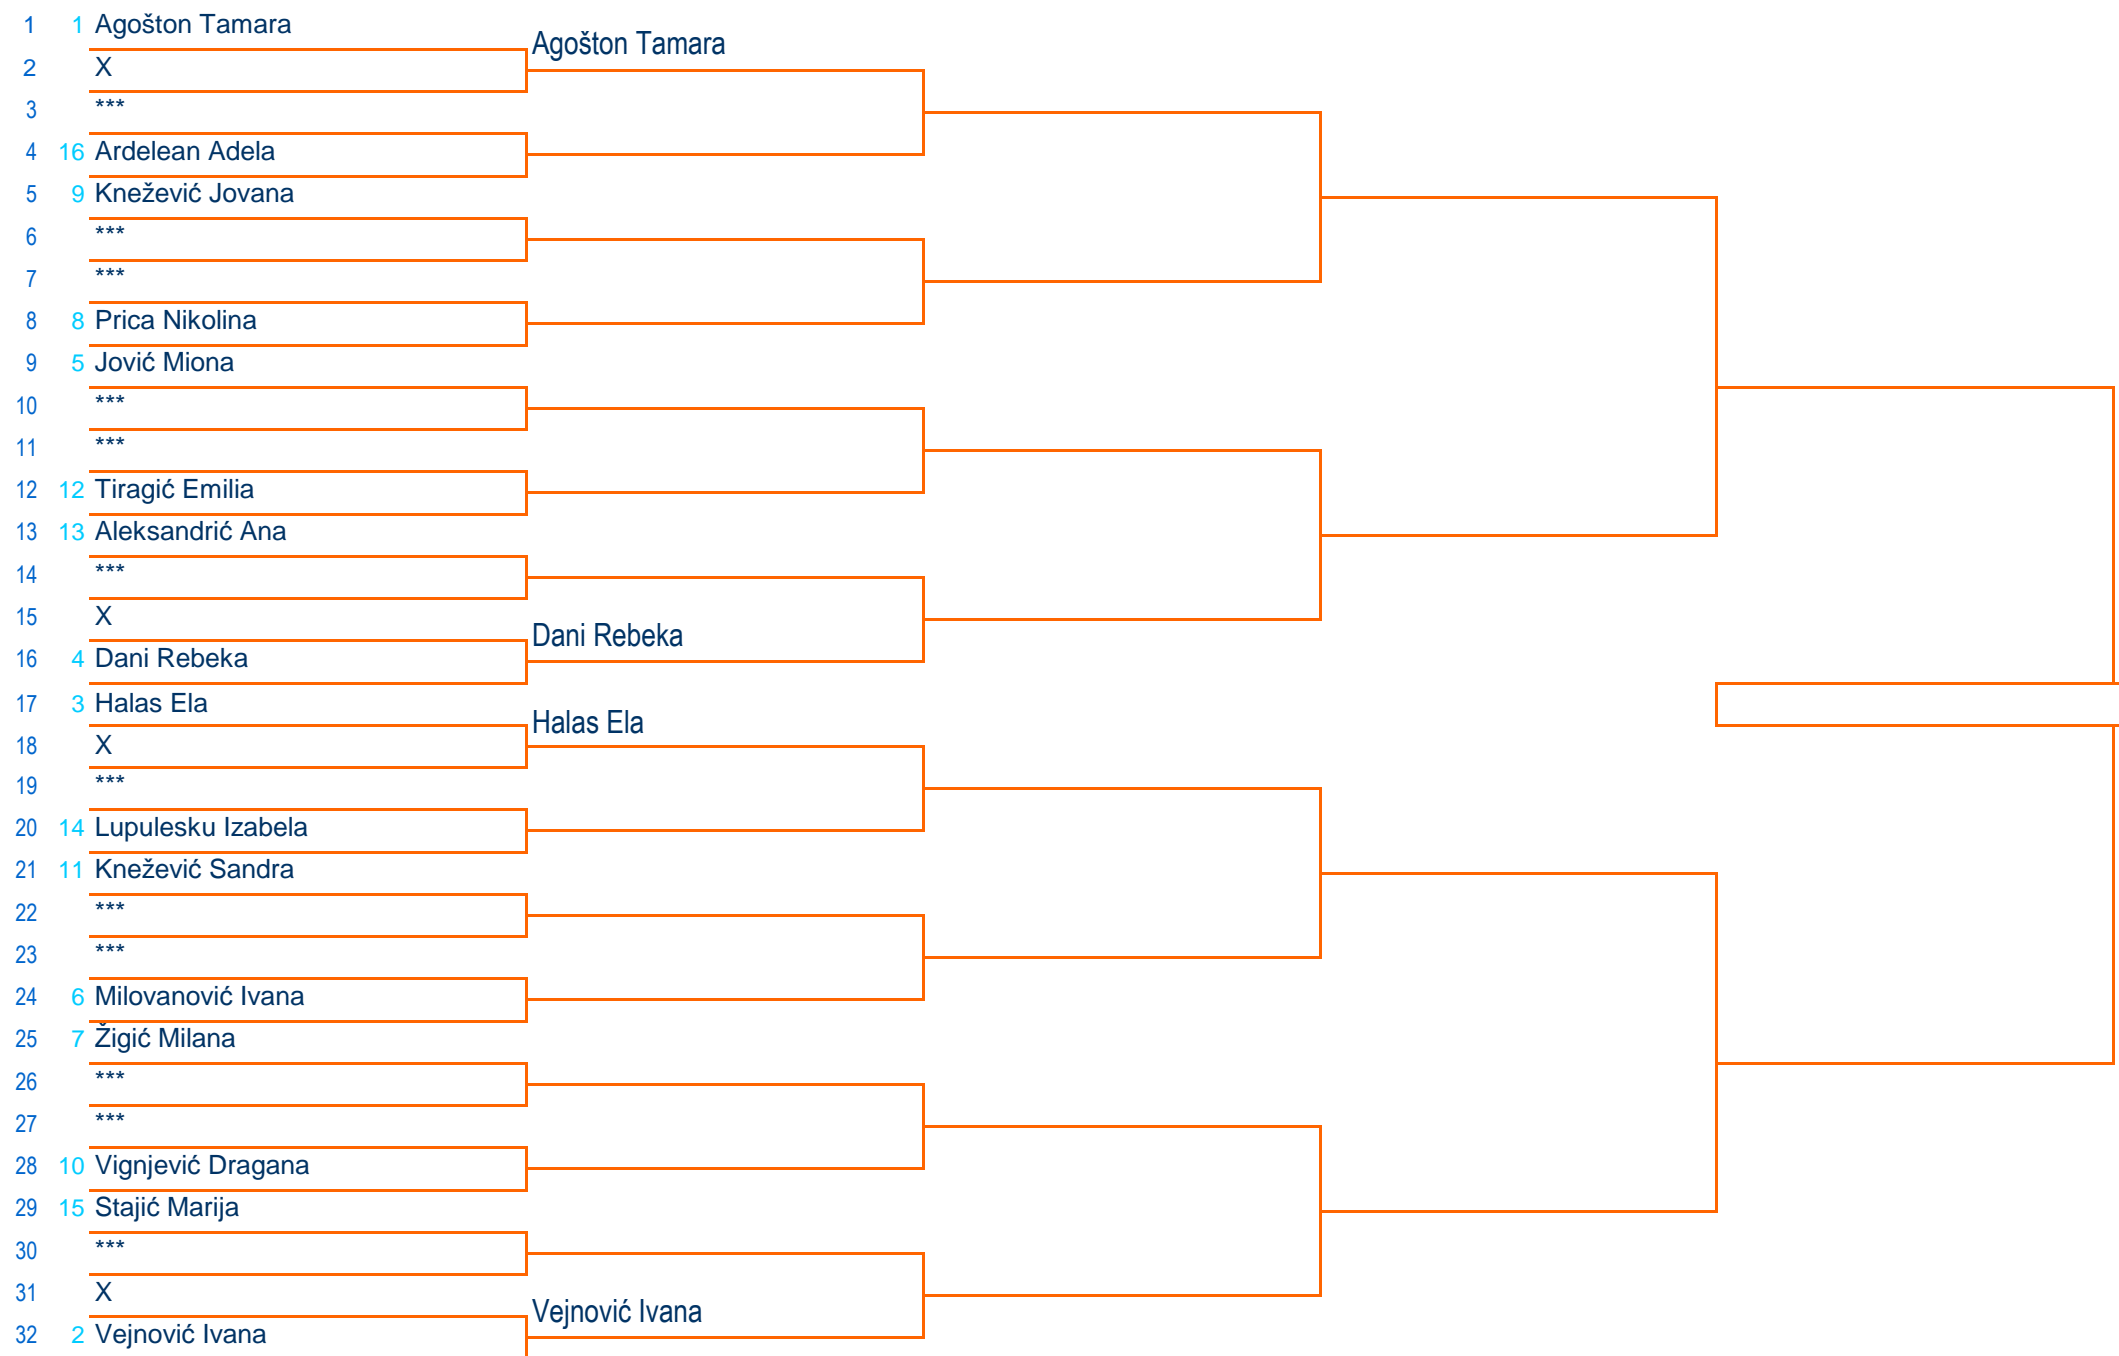 1 1 Agošton Tamara
Agošton Tamara
2 X
3 ***
4 16 Ardelean Adela
5 9 Knežević Jovana
6 ***
7 ***
8 8 Prica Nikolina
9 5 Jović Miona
10 ***
11 ***
12 12 Tiragić Emilia
13 13 Aleksandrić Ana
14 ***
15 X
Dani Rebeka
16 4 Dani Rebeka
17 3 Halas Ela
Halas Ela
18 X
19 ***
20 14 Lupulesku Izabela
21 11 Knežević Sandra
22 ***
23 ***
24 6 Milovanović Ivana
25 7 Žigić Milana
26 ***
27 ***
28 10 Vignjević Dragana
29 15 Stajić Marija
30 ***
31 X
Vejnović Ivana
32 2 Vejnović Ivana